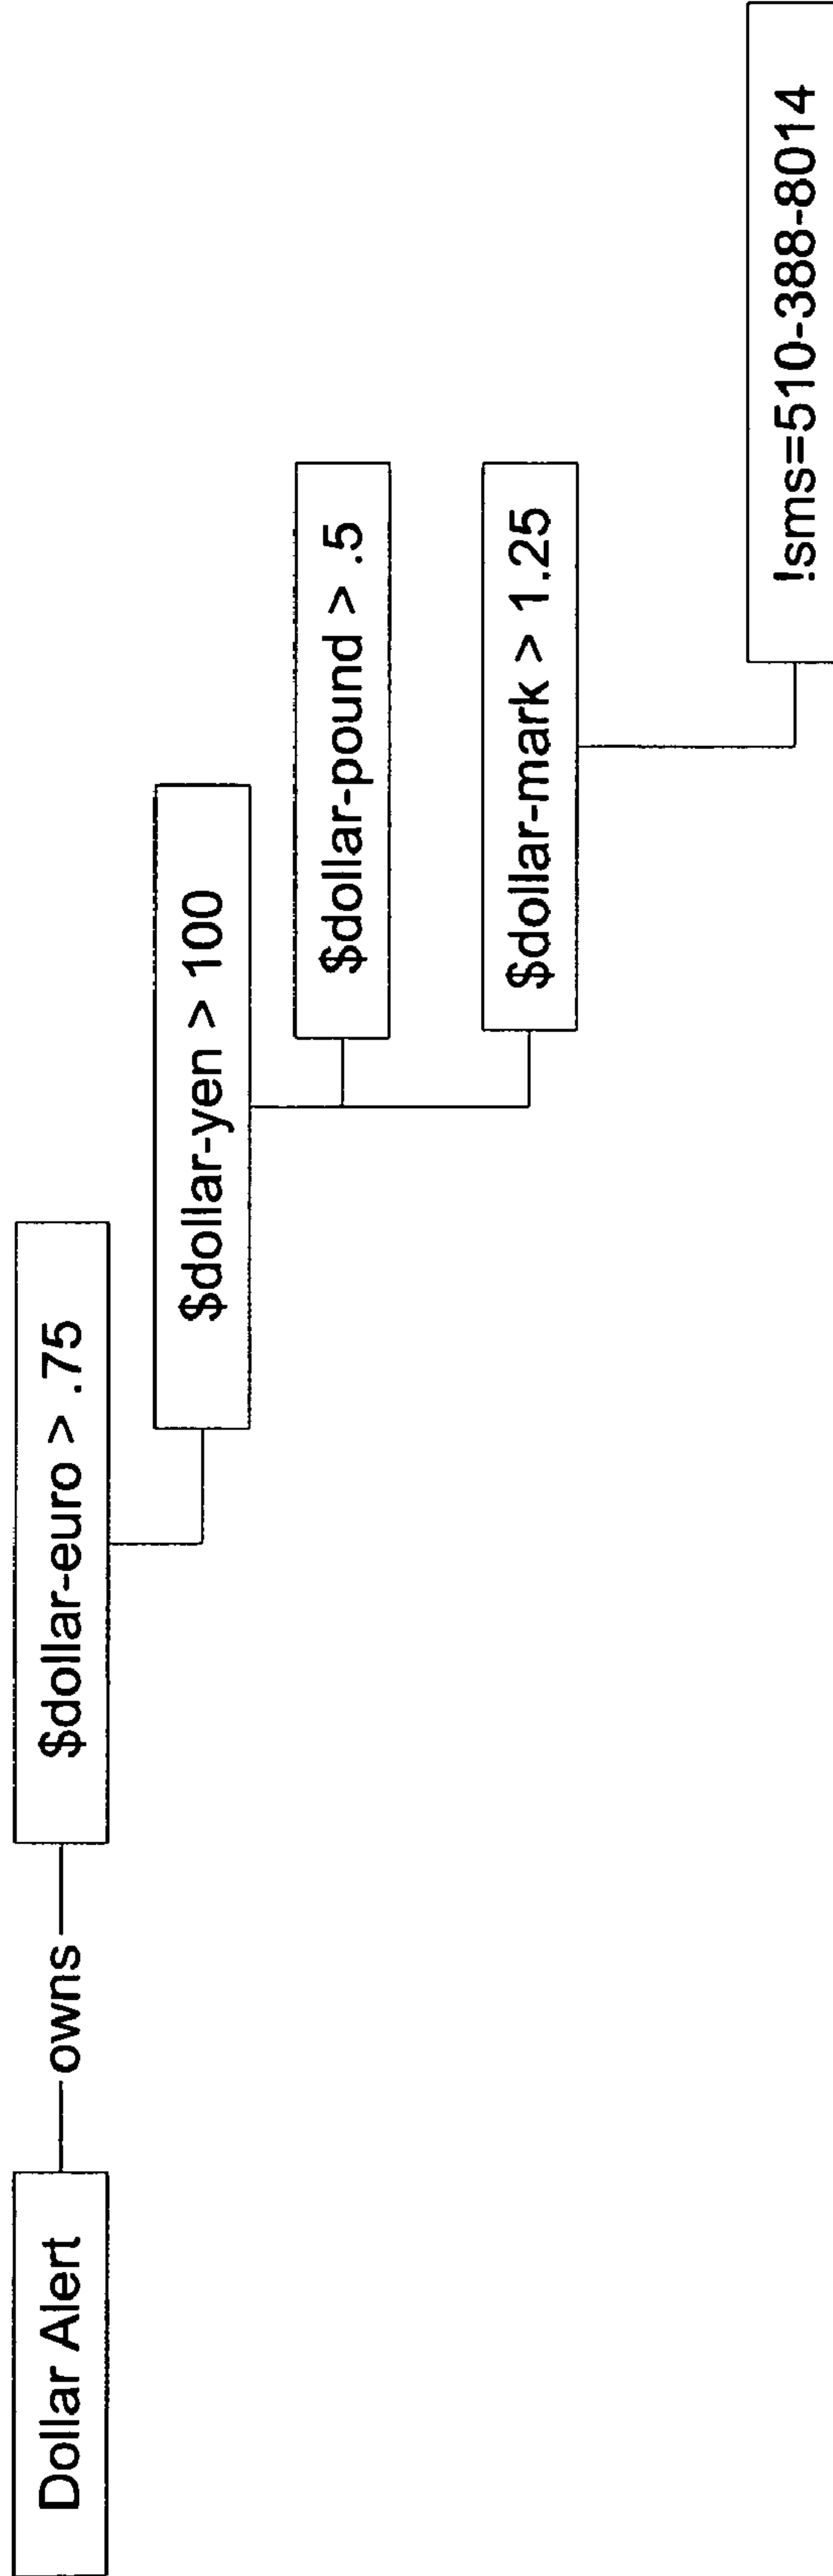 Dollar Alert
owns
$dollar-euro > .75
$dollar-yen > 100
$dollar-pound > .5
$dollar-mark > 1.25
!sms=510-388-8014